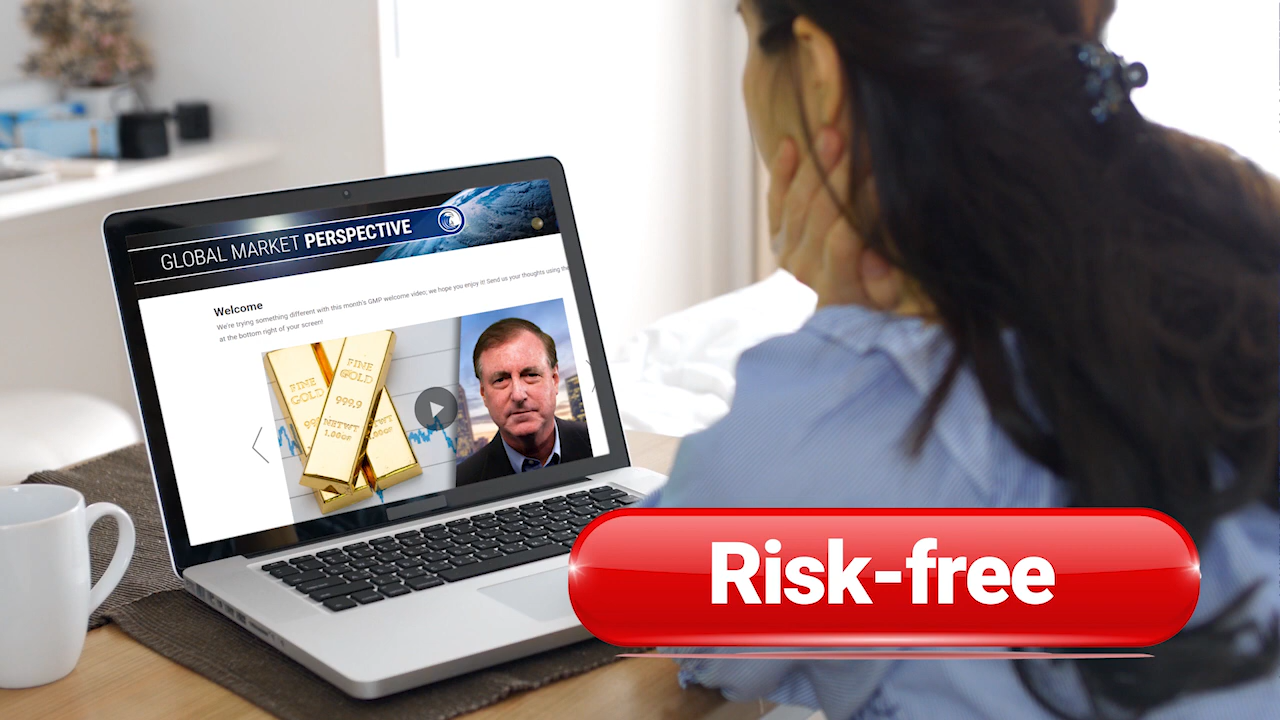 GLOBAL MARKET PERSPECTIVE
Welcome
We're trying something different with this month's GMP welcome video; we hope you enjoy it! Send us your thoughts using the
at the bottom right of your screen!
FINE
GOLD
999.9
NETWT
FINE
GOLD
Risk-free